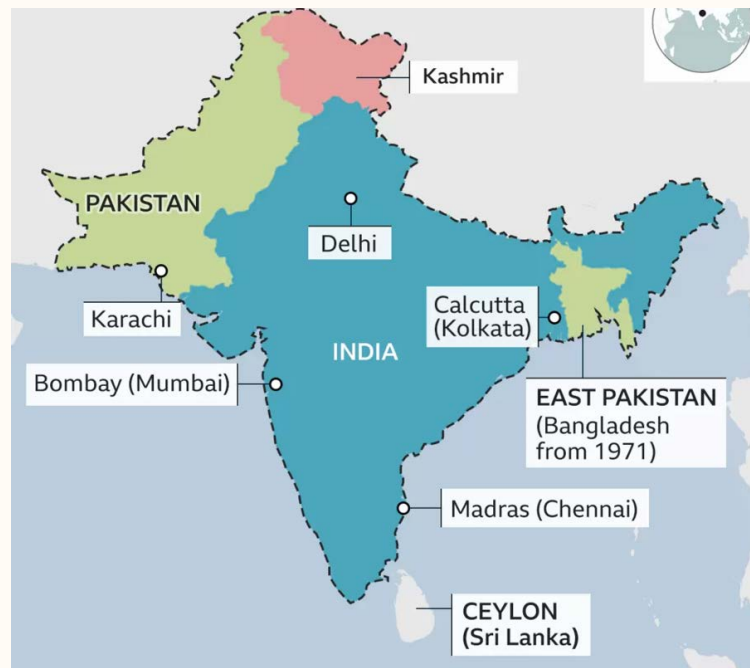 Kashmir
PAKISTAN
Delhi
Karachi
Calcutta
(Kolkata)
INDIA
Bombay (Mumbai)
EAST PAKISTAN
(Bangladesh
from 1971)
Madras (Chennai)
CEYLON
(Sri Lanka)